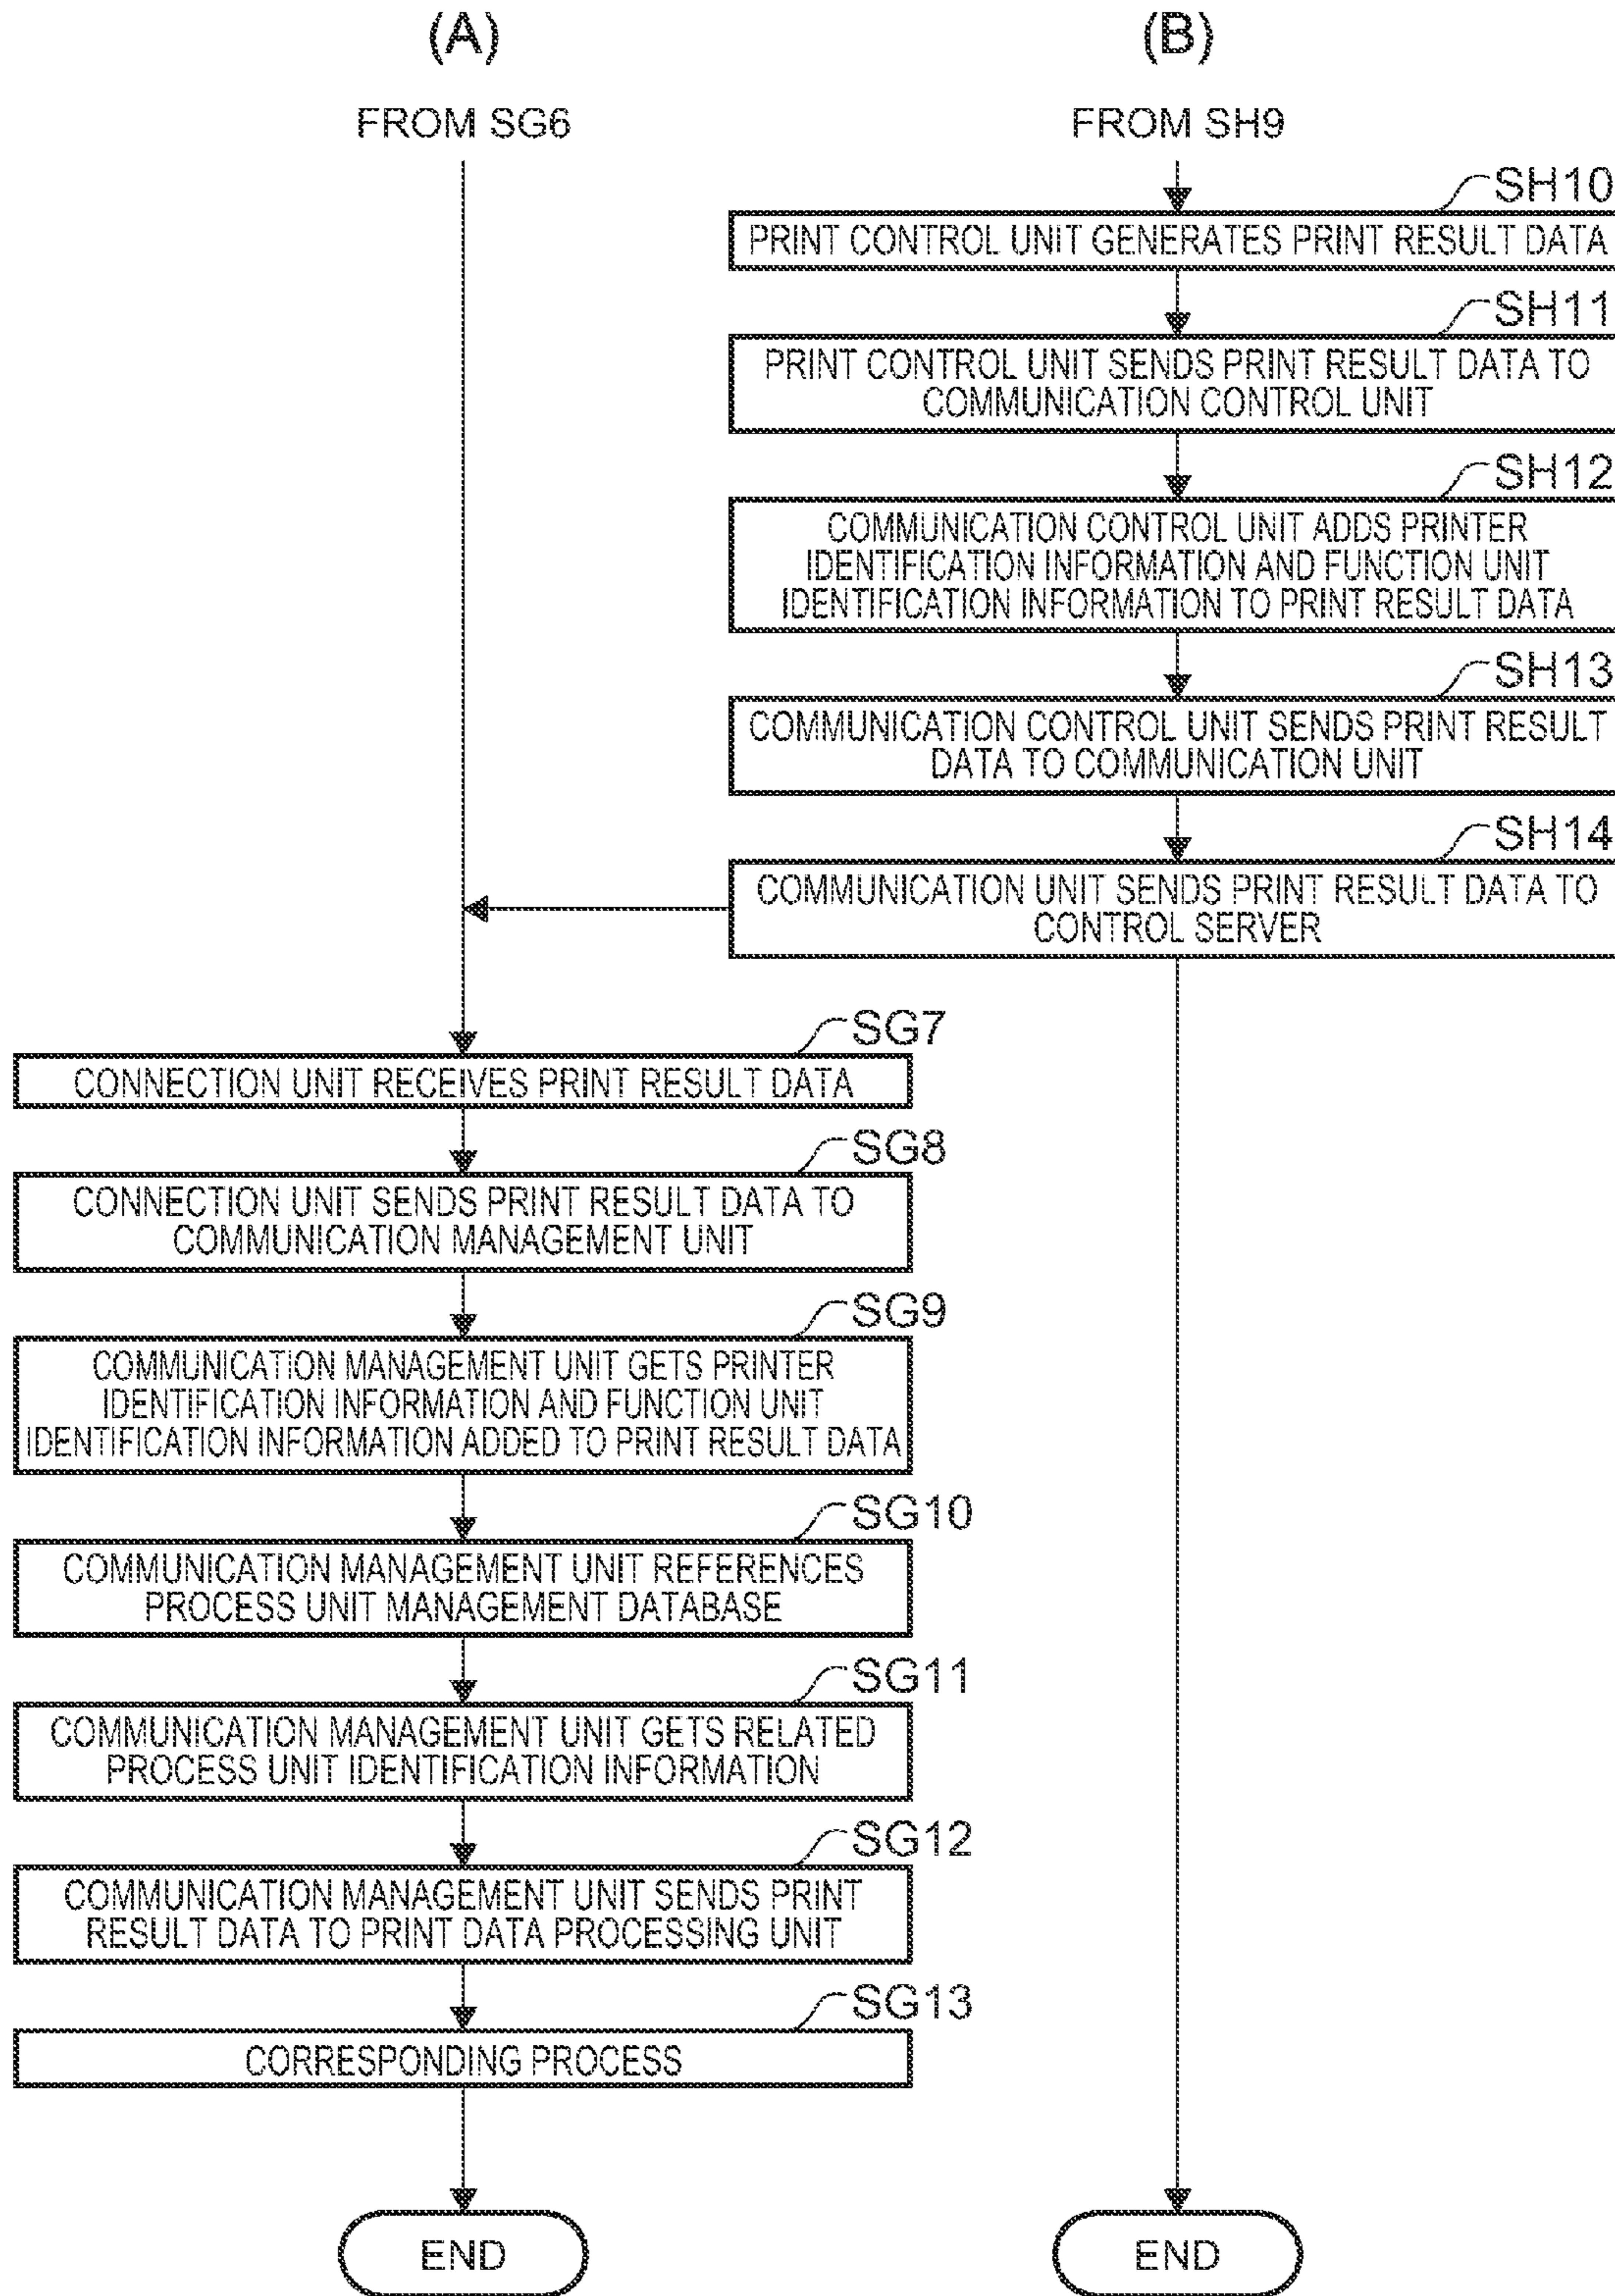 (A)
(B)
FROM SG6
FROM SH9
SH10
PRINT CONTROL UNIT GENERATES PRINT RESULT DATA
SH11
PRINT CONTROL UNIT SENDS PRINT RESULT DATA TO
COMMUNICATION CONTROL UNIT
SH12
COMMUNICATION CONTROL UNIT ADDS PRINTER
IDENTIFICATION INFORMATION AND FUNCTION UNIT
IDENTIFICATION INFORMATION TO PRINT RESULT DATA
SH13
COMMUNICATION CONTROL UNIT SENDS PRINT RESULT
DATA TO COMMUNICATION UNIT
SH14
COMMUNICATION UNIT SENDS PRINT RESULT DATA TO
CONTROL SERVER
SG7
CONNECTION UNIT RECEIVES PRINT RESULT DATA
SG8
CONNECTION UNIT SENDS PRINT RESULT DATA TO
COMMUNICATION MANAGEMENT UNIT
SG9
COMMUNICATION MANAGEMENT UNIT GETS PRINTER
IDENTIFICATION INFORMATION AND FUNCTION UNIT
IDENTIFICATION INFORMATION ADDED TO PRINT RESULT DATA
SG10
COMMUNICATION MANAGEMENT UNIT REFERENCES
PROCESS UNIT MANAGEMENT DATABASE
SG11
COMMUNICATION MANAGEMENT UNIT GETS RELATED
PROCESS UNIT IDENTIFICATION INFORMATION
SG12
COMMUNICATION MANAGEMENT UNIT SENDS PRINT
RESULT DATA TO PRINT DATA PROCESSING UNIT
SG13
CORRESPONDING PROCESS
END
END